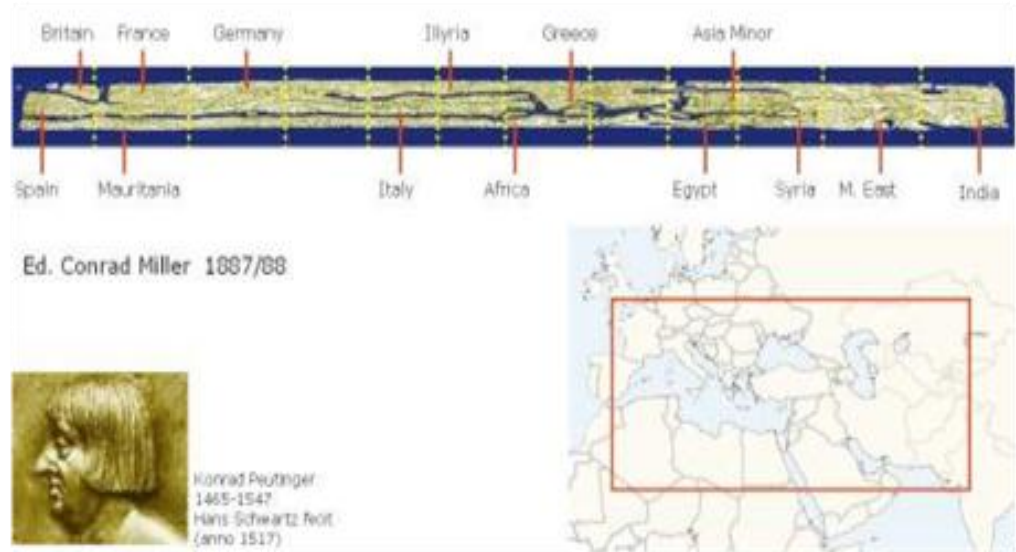 Britain France Germany Illyria Greece Asia Minor
Spain Mauritania Italy Africa Egypt Syria M. East India
Ed. Conrad Miller 1887/88
Konrad Peutinger
1465-1547
Hans Schwartz fecit
(anno 1517)